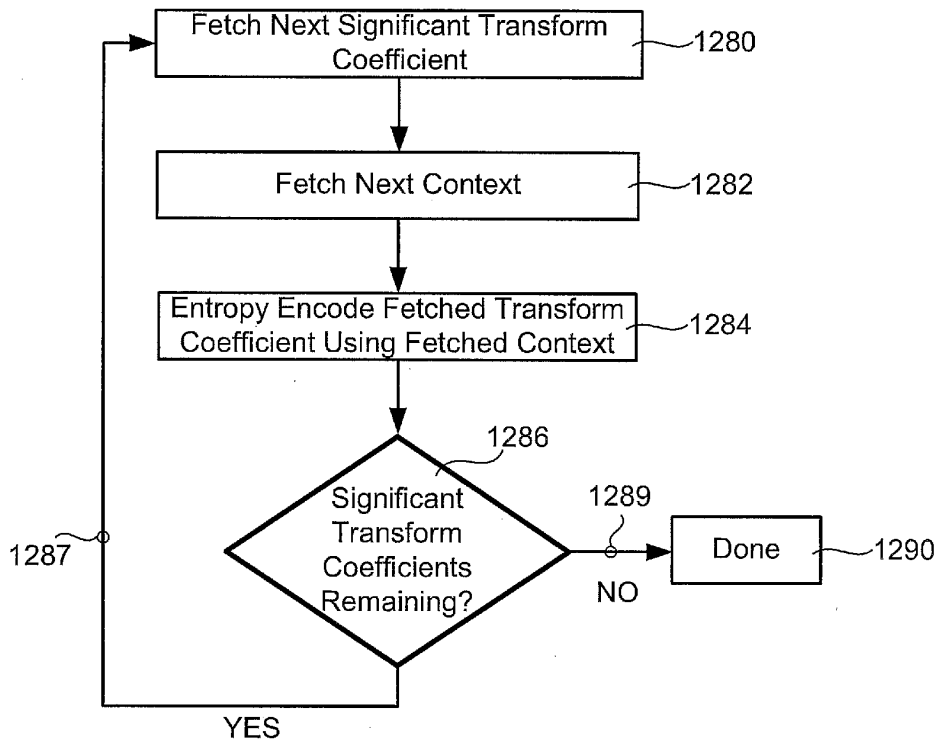 Fetch Next Significant Transform
Coefficient
1280
Fetch Next Context
1282
Entropy Encode Fetched Transform
Coefficient Using Fetched Context
1284
1286
Significant
Transform
Coefficients
Remaining?
1289
NO
Done
1290
1287
YES